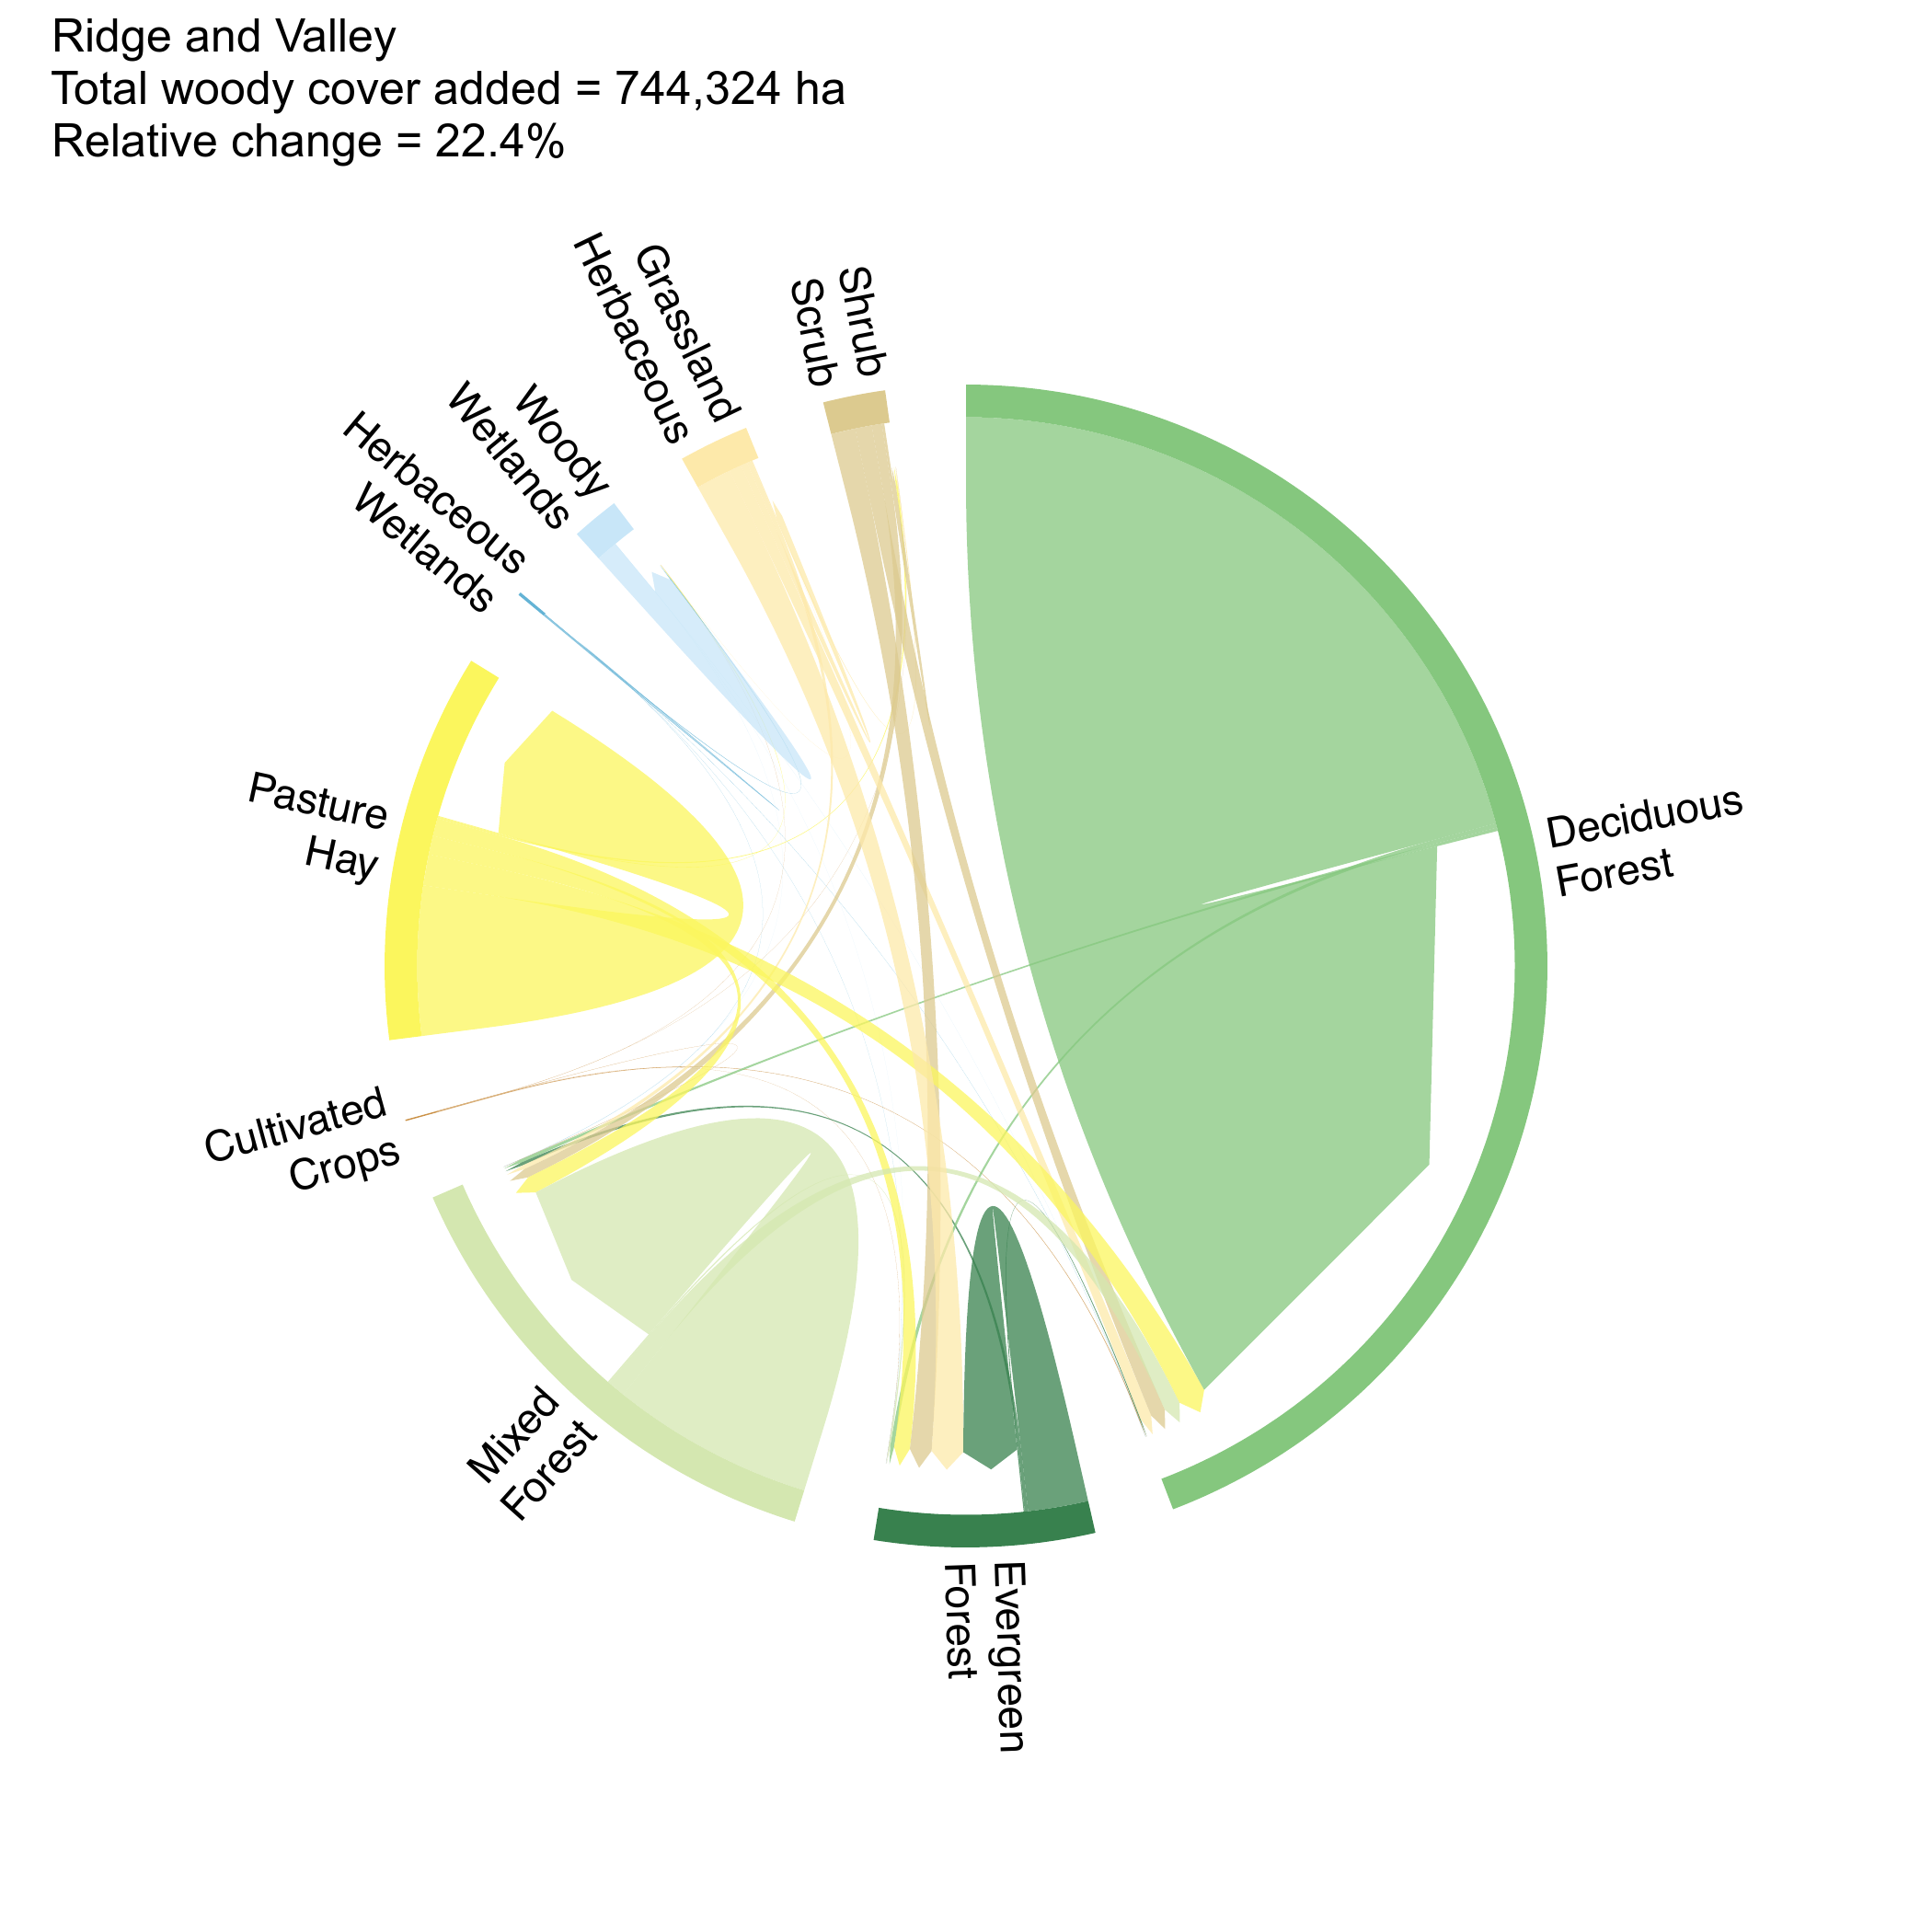 Ridge and Valley
Total woody cover added = 744,324 ha
Relative change = 22.4%
Shrub
Scrub
Grassland
Herbaceous
Woody
Wetlands
Herbaceous
Wetlands
Pasture
Hay
Cultivated
Crops
Mixed
Forest
Evergreen
Forest
Deciduous
Forest